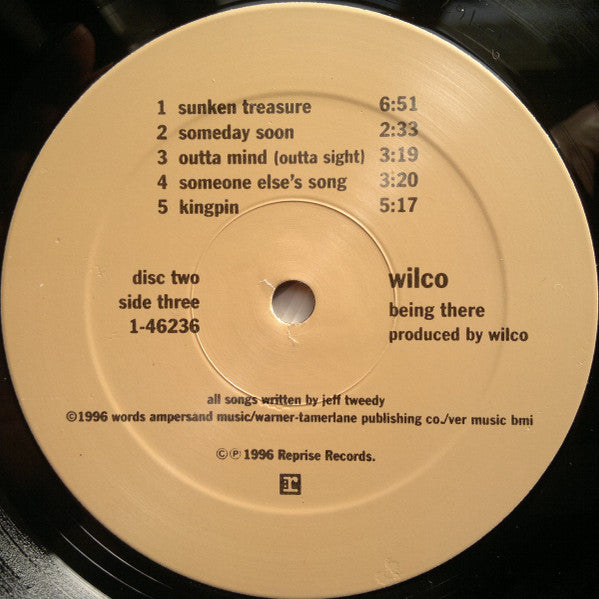 1 sunken treasure 6:51
2 someday soon 2:33
3 outta mind (outta sight) 3:19
4 someone else's song 3:20
5 kingpin 5:17
disc two
side three
1-46236
wilco
being there
produced by wilco
all songs written by jeff tweedy
©1996 words ampersand music/warner-tamerlane publishing co./ver music bmi
©℗ 1996 Reprise Records.
r